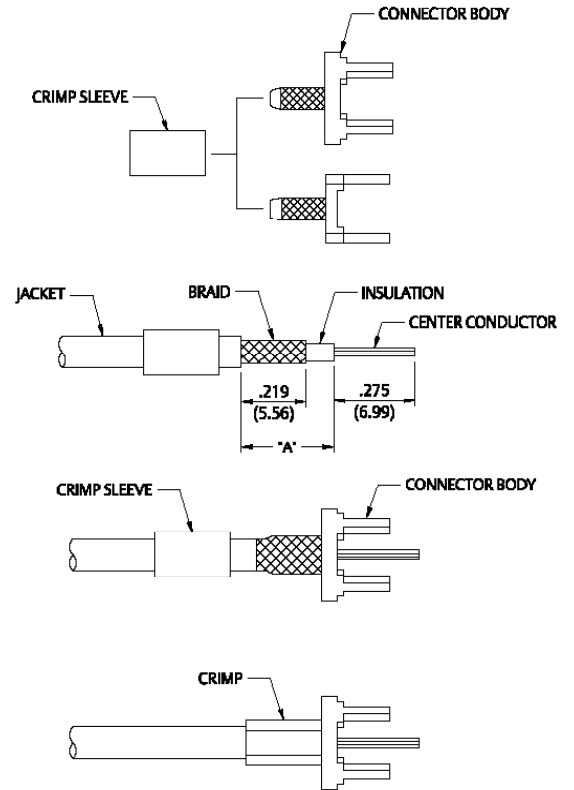 CONNECTOR BODY
CRIMP SLEEVE
JACKET
BRAID
INSULATION
CENTER CONDUCTOR
.219
(5.56)
.275
(6.99)
"A"
CRIMP SLEEVE
CONNECTOR BODY
CRIMP